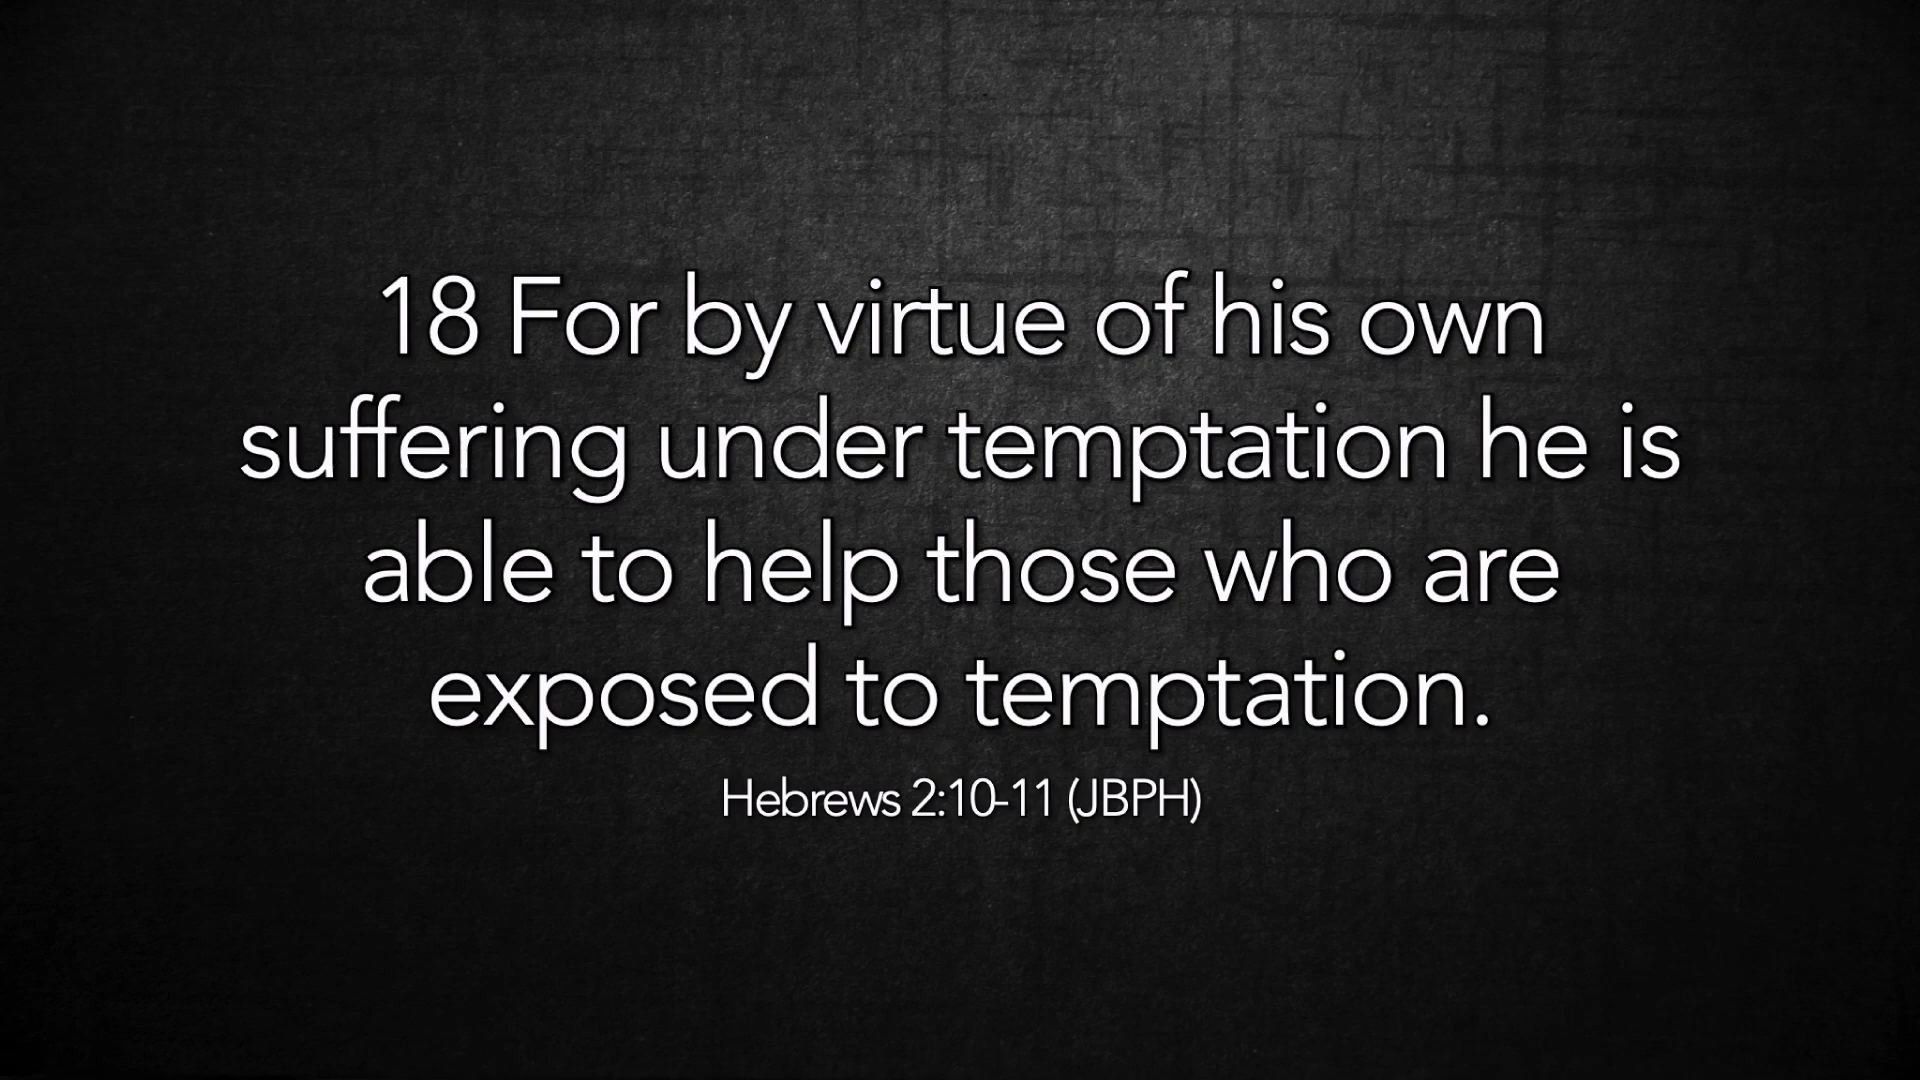 18 For by virtue of his own
suffering under temptation he is
able to help those who are
exposed to temptation.
Hebrews 2:10-11 (JBPH)